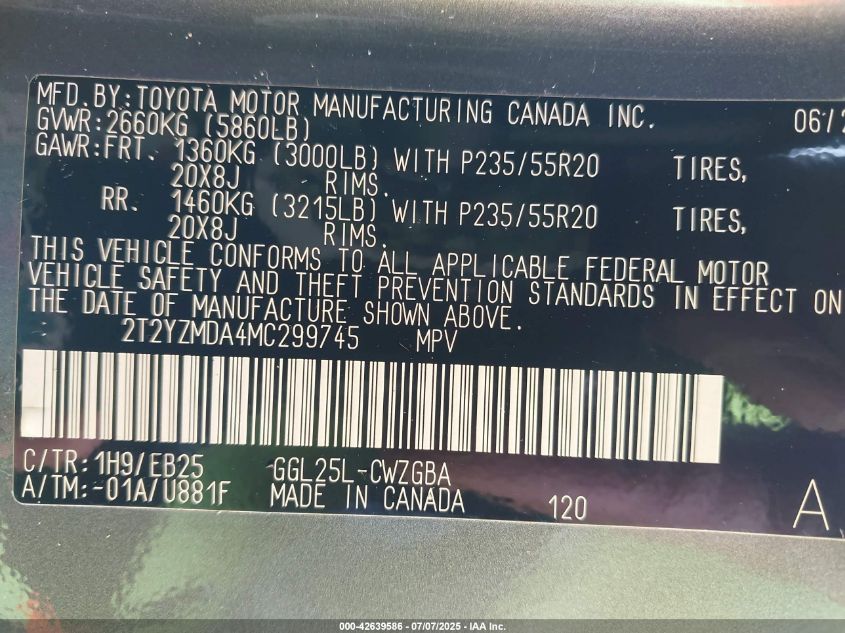 MFD.BY:TOYOTA MOTOR MANUFACTURING CANADA INC. 06/2
GVWR:2660KG (5860LB)
GAWR:FRT. 1360KG (3000LB) WITH P235/55R20 TIRES,
20X8J RIMS.
RR. 1460KG (3215LB) WITH P235/55R20 TIRES,
20X8J RIMS.
THIS VEHICLE CONFORMS TO ALL APPLICABLE FEDERAL MOTOR
VEHICLE SAFETY AND THEFT PREVENTION STANDARDS IN EFFECT ON
THE DATE OF MANUFACTURE SHOWN ABOVE.
2T2YZMDA4MC299745 MPV
C/TR: 1H9/EB25 GGL25L-CWZGBA
A/TM:-01A/U881F MADE IN CANADA 120 A
000-42639586 - 07/07/2025 - IAA Inc.